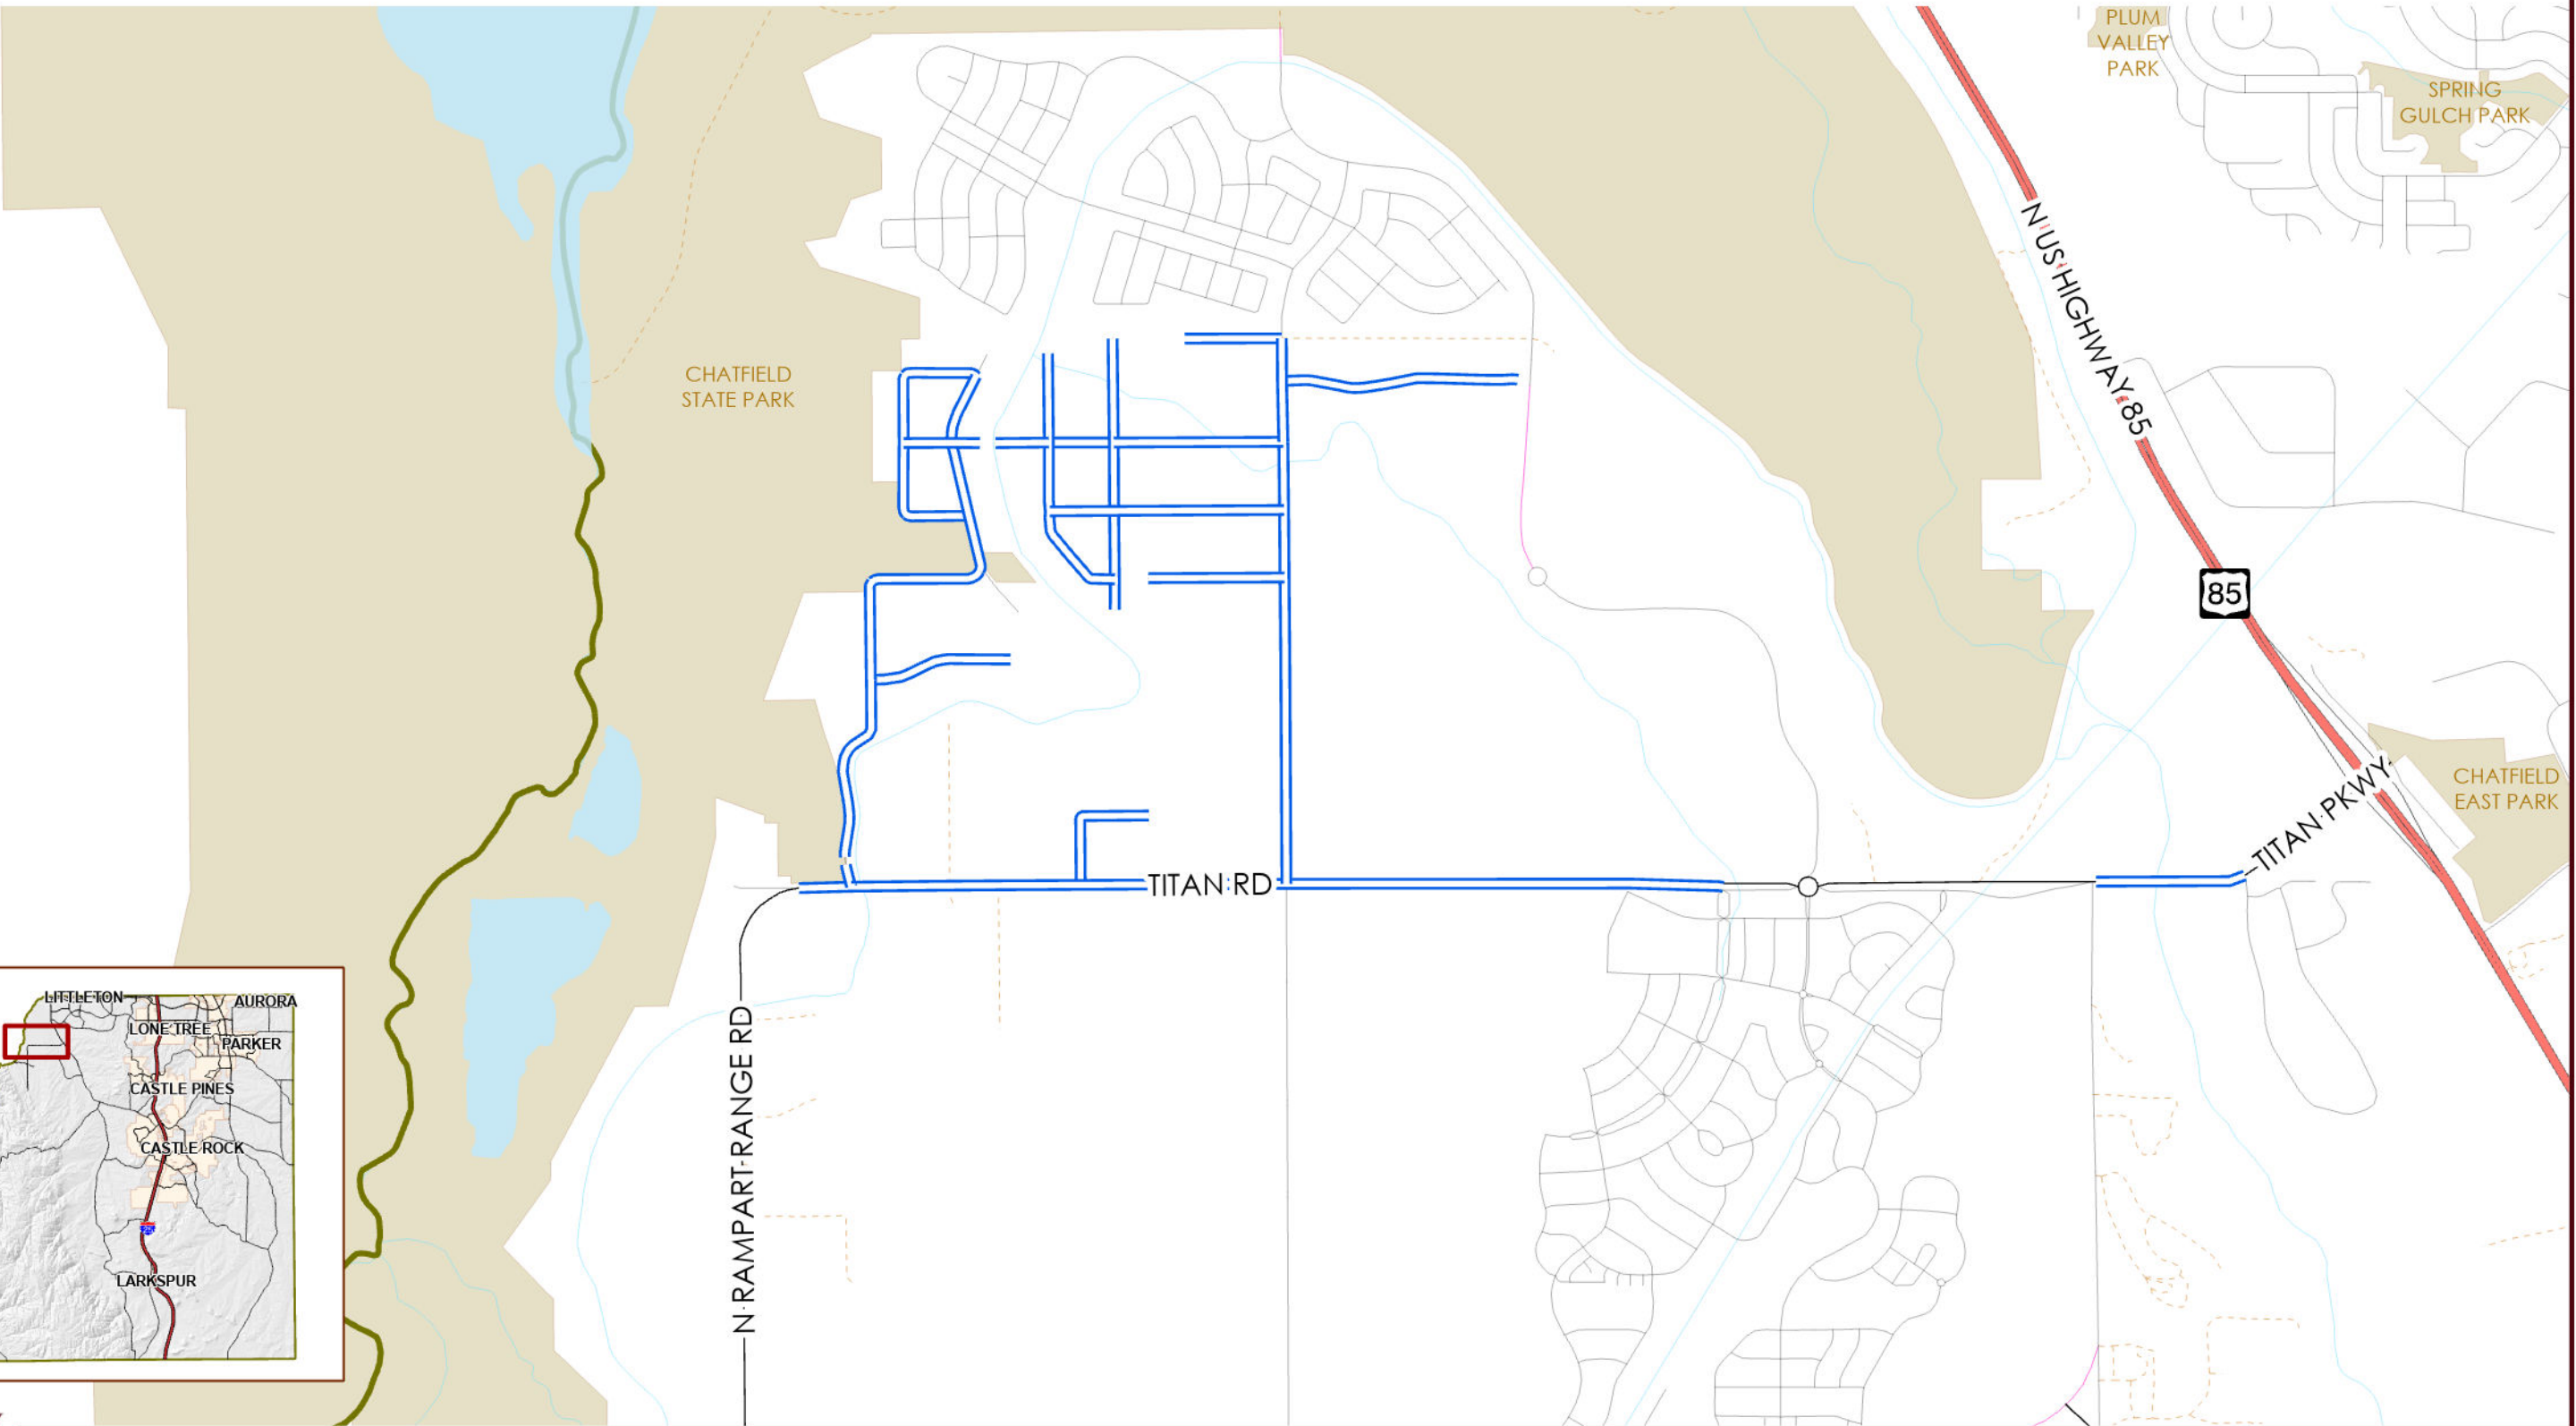 PLUM
VALLEY
PARK
SPRING
GULCH PARK
N US HIGHWAY 85
CHATFIELD
STATE PARK
85
CHATFIELD
EAST PARK
TITAN PKWY
TITAN RD
N RAMPART RANGE RD
LITTLETON
AURORA
LONE TREE
PARKER
CASTLE PINES
CASTLE ROCK
LARKSPUR